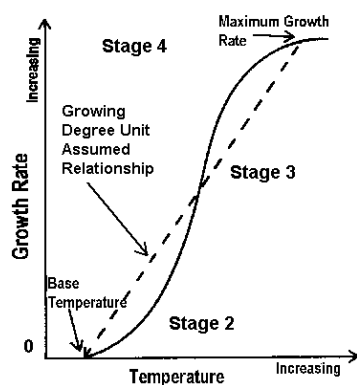 Maximum Growth
Rate
Stage 4
Increasing
Growing
Degree Unit
Assumed
Relationship
Stage 3
Growth Rate
Base
Temperature
Stage 2
0
Increasing
Temperature